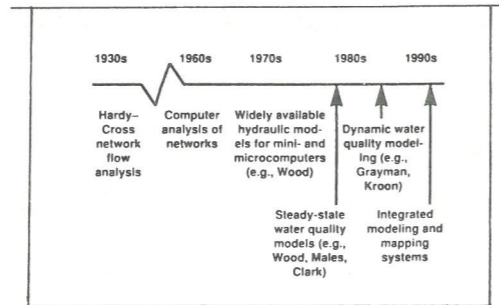 1930s 1960s 1970s 1980s 1990s
Hardy–
Cross
network
flow
analysis
Computer
analysis of
networks
Widely available
hydraulic mod-
els for mini- and
microcomputers
(e.g., Wood)
Dynamic water
quality model-
ing (e.g.,
Grayman,
Kroon)
Steady-state
water quality
models (e.g.,
Wood, Males,
Clark)
Integrated
modeling and
mapping
systems